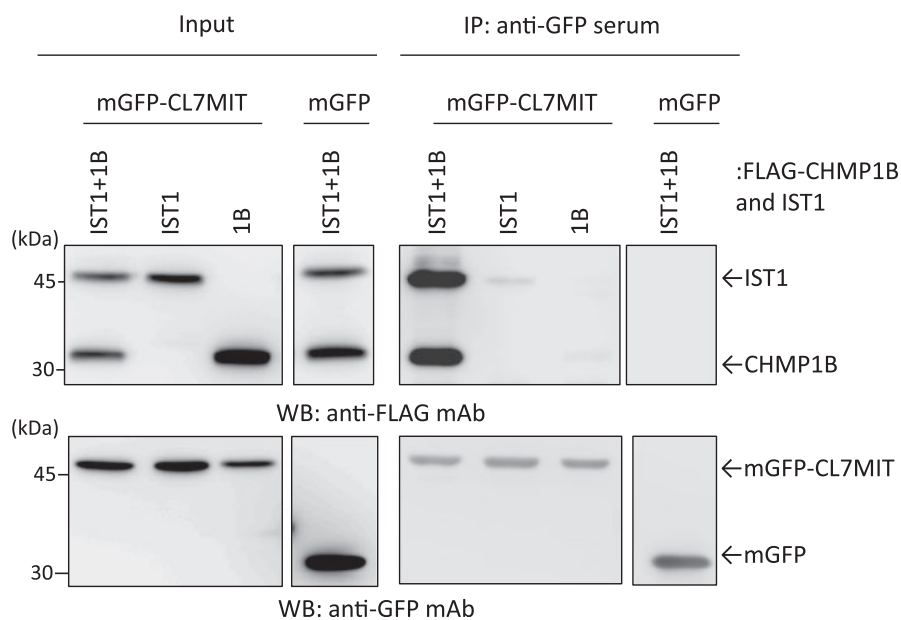 Input
IP: anti-GFP serum
mGFP-CL7MIT
mGFP
mGFP-CL7MIT
mGFP
IST1+1B
IST1
1B
IST1+1B
IST1+1B
IST1
1B
IST1+1B
:FLAG-CHMP1B
and IST1
(kDa)
45
←IST1
30
←CHMP1B
WB: anti-FLAG mAb
(kDa)
45
←mGFP-CL7MIT
30
←mGFP
WB: anti-GFP mAb